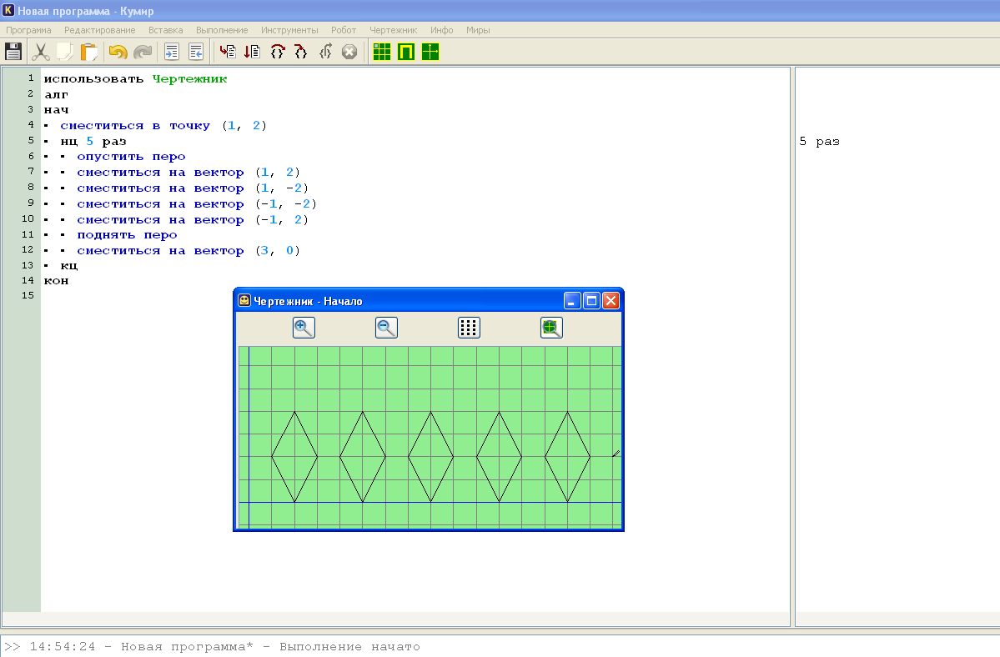 Новая программа - Кумир
Программа Редактирование Вставка Выполнение Инструменты Робот Чертежник Инфо Миры
1 использовать Чертежник
2 алг
3 нач
4 ▪ сместиться в точку (1, 2)
5 ▪ нц 5 раз 5 раз
6 ▪ ▪ опустить перо
7 ▪ ▪ сместиться на вектор (1, 2)
8 ▪ ▪ сместиться на вектор (1, -2)
9 ▪ ▪ сместиться на вектор (-1, -2)
10 ▪ ▪ сместиться на вектор (-1, 2)
11 ▪ ▪ поднять перо
12 ▪ ▪ сместиться на вектор (3, 0)
13 ▪ кц
14 кон
15
Чертежник - Начало
>> 14:54:24 - Новая программа* - Выполнение начато